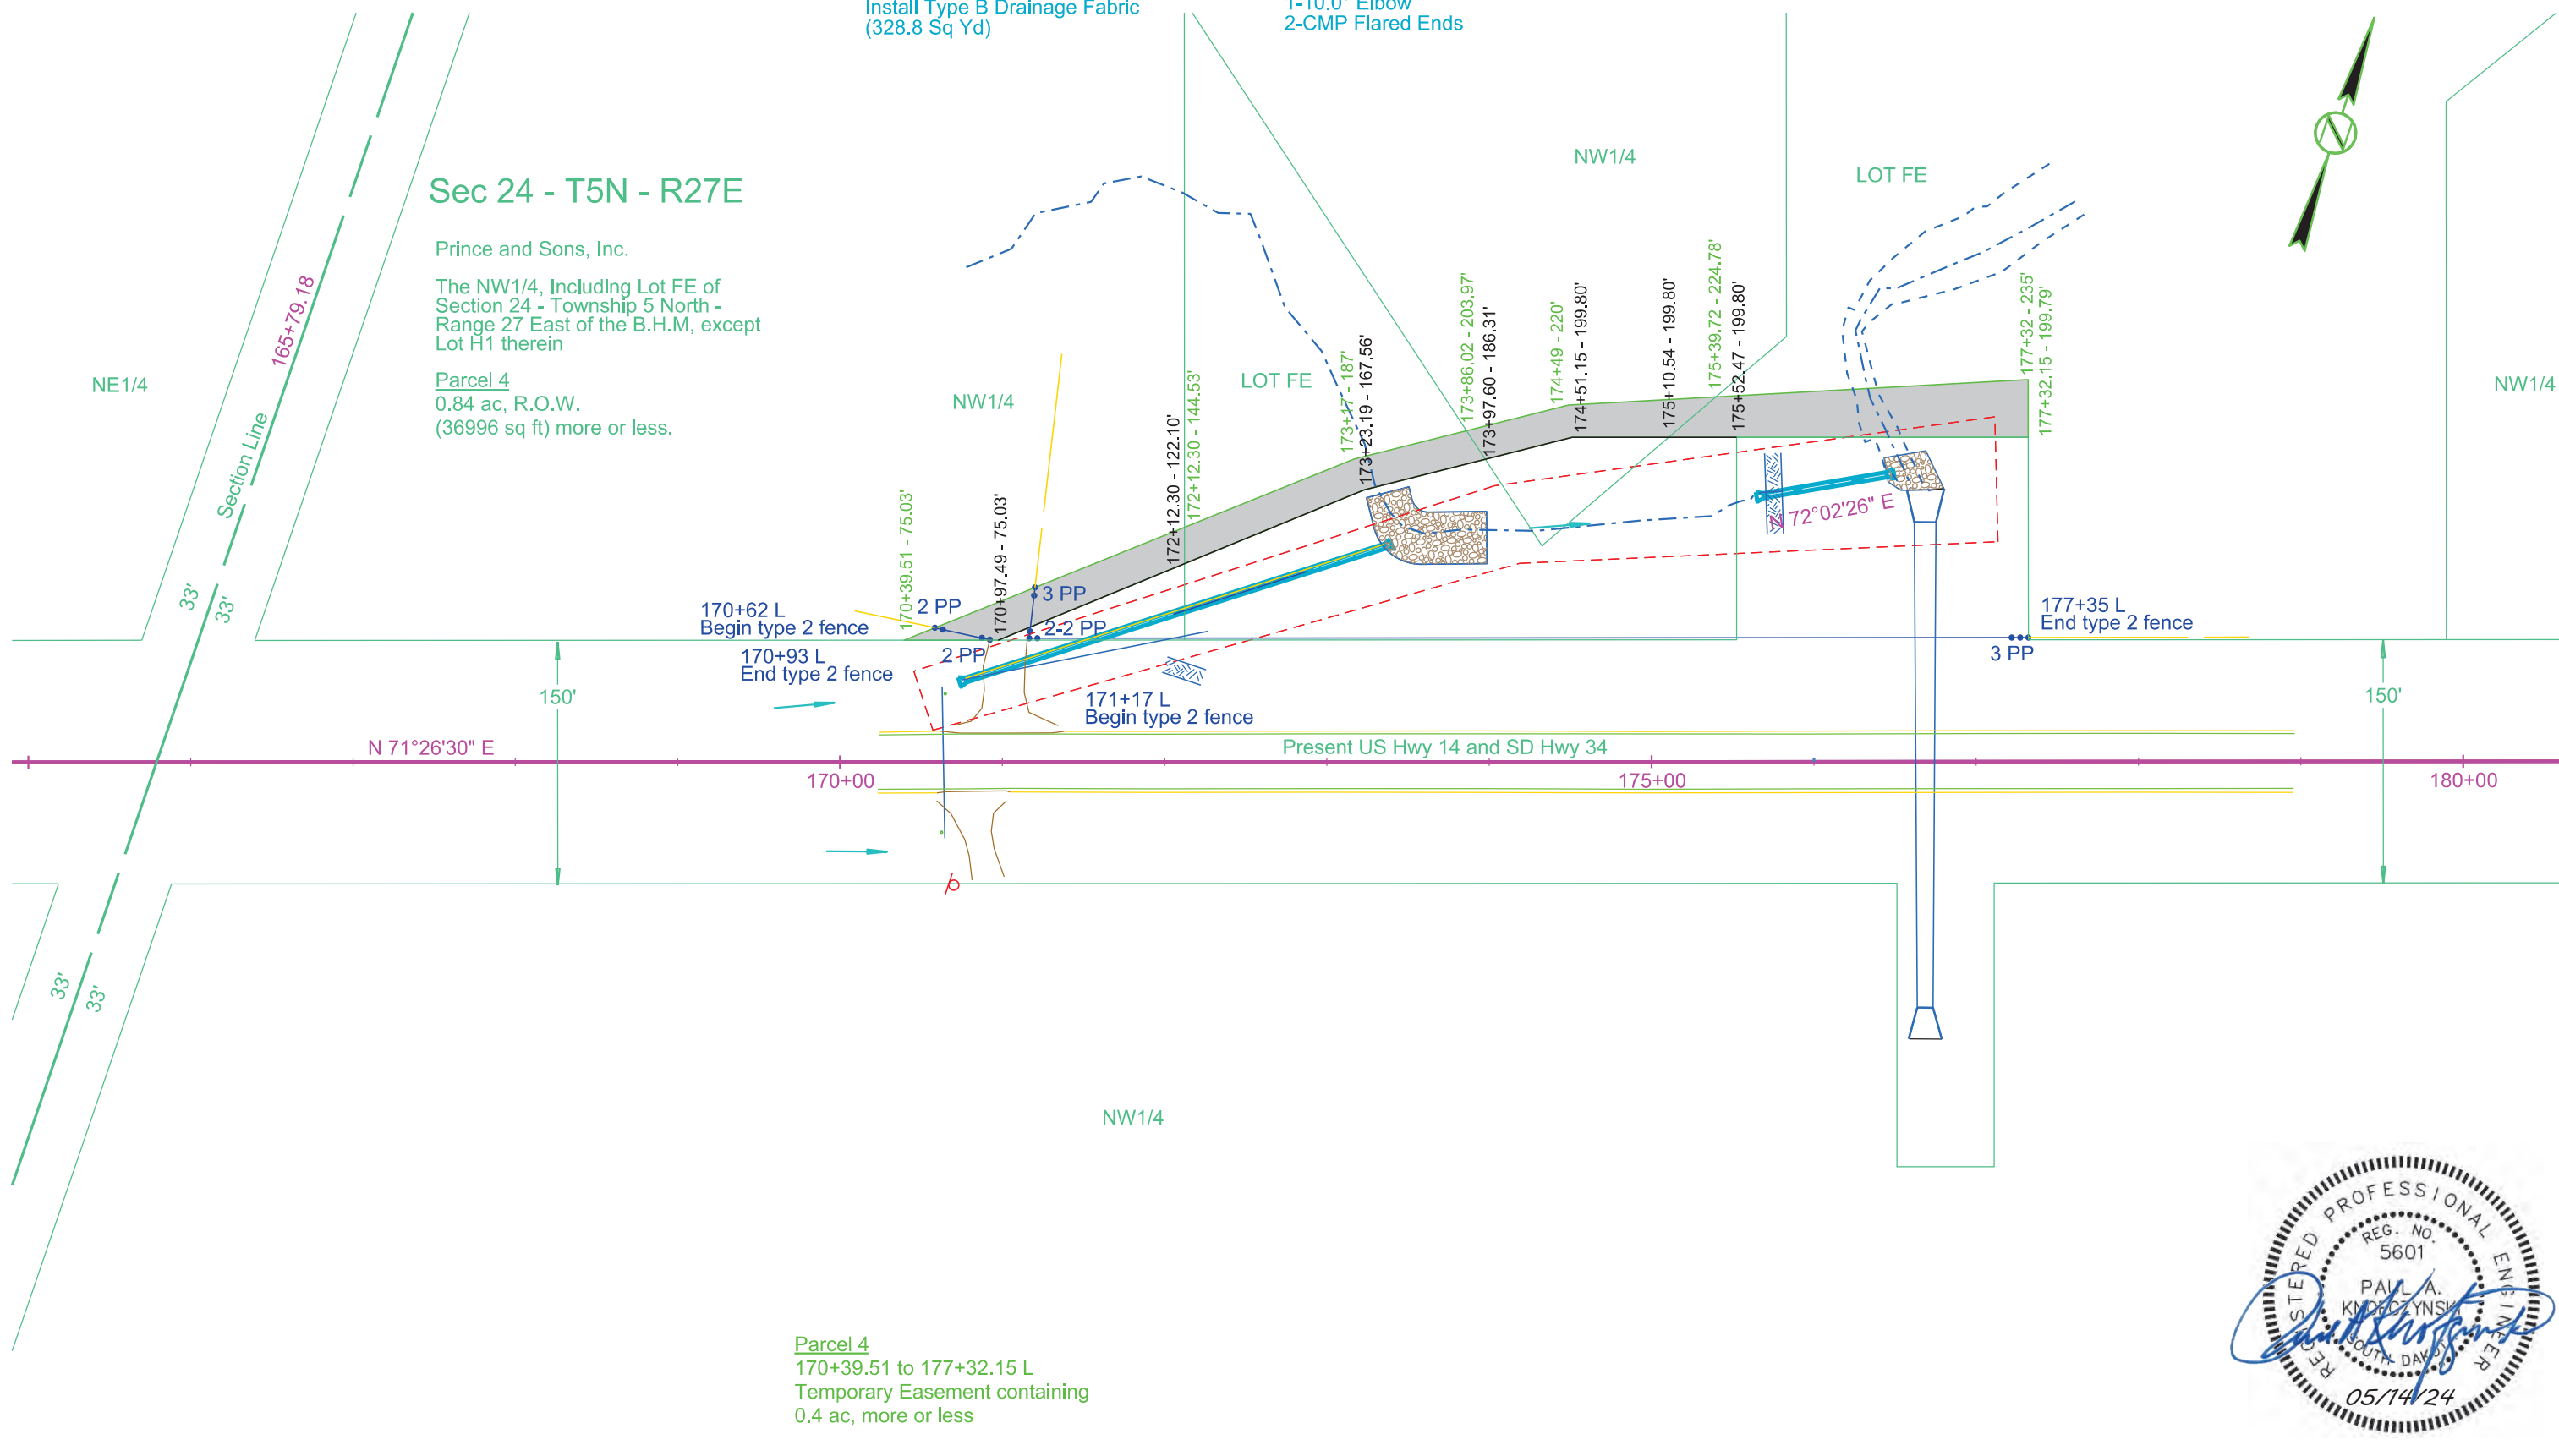 Install Type B Drainage Fabric
(328.8 Sq Yd)
1-10.0° Elbow
2-CMP Flared Ends
Sec 24 - T5N - R27E
Prince and Sons, Inc.
The NW1/4, Including Lot FE of
Section 24 - Township 5 North -
Range 27 East of the B.H.M, except
Lot H1 therein
Parcel 4
0.84 ac, R.O.W.
(36996 sq ft) more or less.
NE1/4
165+79.18
Section Line
33'
33'
33'
33'
NW1/4
LOT FE
NW1/4
LOT FE
NW1/4
N
170+39.51 - 75.03'
170+97.49 - 75.03'
172+12.30 - 122.10'
172+12.30 - 144.53'
173+17 - 187'
173+23.19 - 167.56'
173+86.02 - 203.97'
173+97.60 - 186.31'
174+49 - 220'
174+51.15 - 199.80'
175+10.54 - 199.80'
175+39.72 - 224.78'
175+52.47 - 199.80'
177+32 - 235'
177+32.15 - 199.79'
N 72°02'26" E
170+62 L
Begin type 2 fence
2 PP
3 PP
2-2 PP
2 PP
170+93 L
End type 2 fence
171+17 L
Begin type 2 fence
177+35 L
End type 2 fence
3 PP
150'
150'
N 71°26'30" E
Present US Hwy 14 and SD Hwy 34
170+00
175+00
180+00
NW1/4
Parcel 4
170+39.51 to 177+32.15 L
Temporary Easement containing
0.4 ac, more or less
REGISTERED PROFESSIONAL ENGINEER
REG. NO.
5601
PAUL A.
SOUTH DAKOTA
05/14/24